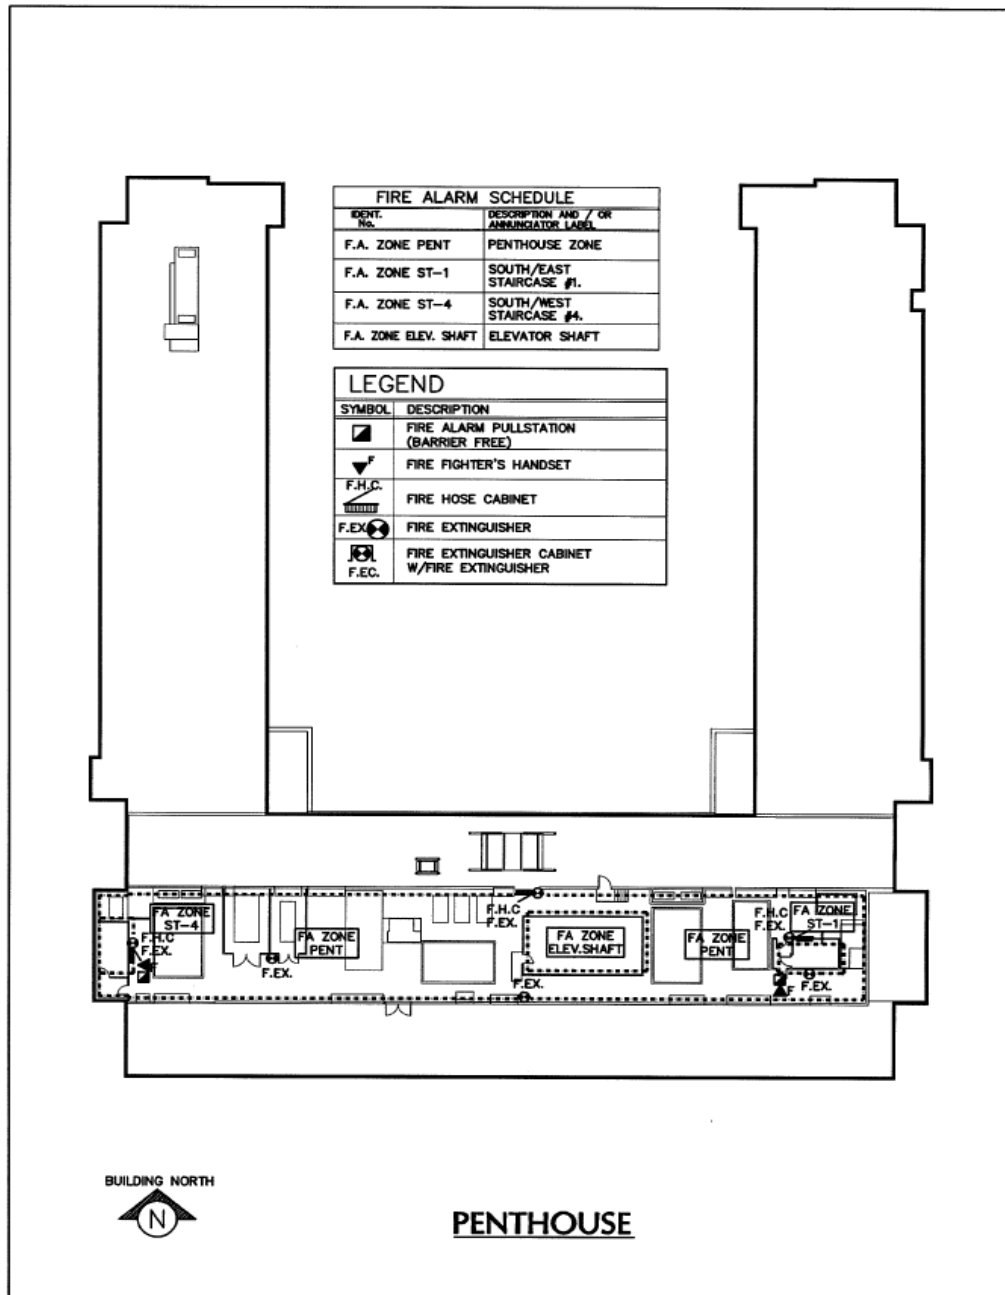 FIRE ALARM SCHEDULE
IDENT. No.
DESCRIPTION AND / OR
ANNUNCIATOR LABEL
F.A. ZONE PENT
PENTHOUSE ZONE
F.A. ZONE ST-1
SOUTH/EAST
STAIRCASE #1.
F.A. ZONE ST-4
SOUTH/WEST
STAIRCASE #4.
F.A. ZONE ELEV. SHAFT
ELEVATOR SHAFT
LEGEND
SYMBOL
DESCRIPTION
FIRE ALARM PULLSTATION
(BARRIER FREE)
F
FIRE FIGHTER'S HANDSET
F.H.C.
FIRE HOSE CABINET
F.EX.
FIRE EXTINGUISHER
F.EC.
FIRE EXTINGUISHER CABINET
W/FIRE EXTINGUISHER
FA ZONE
ST-4
F.H.C
F.EX.
F
F.EX.
FA ZONE
PENT
F.H.C
F.EX.
FA ZONE
ELEV.SHAFT
F.EX.
FA ZONE
PENT
F.H.C
F.EX.
FA ZONE
ST-1
F
F.EX.
BUILDING NORTH
N
PENTHOUSE